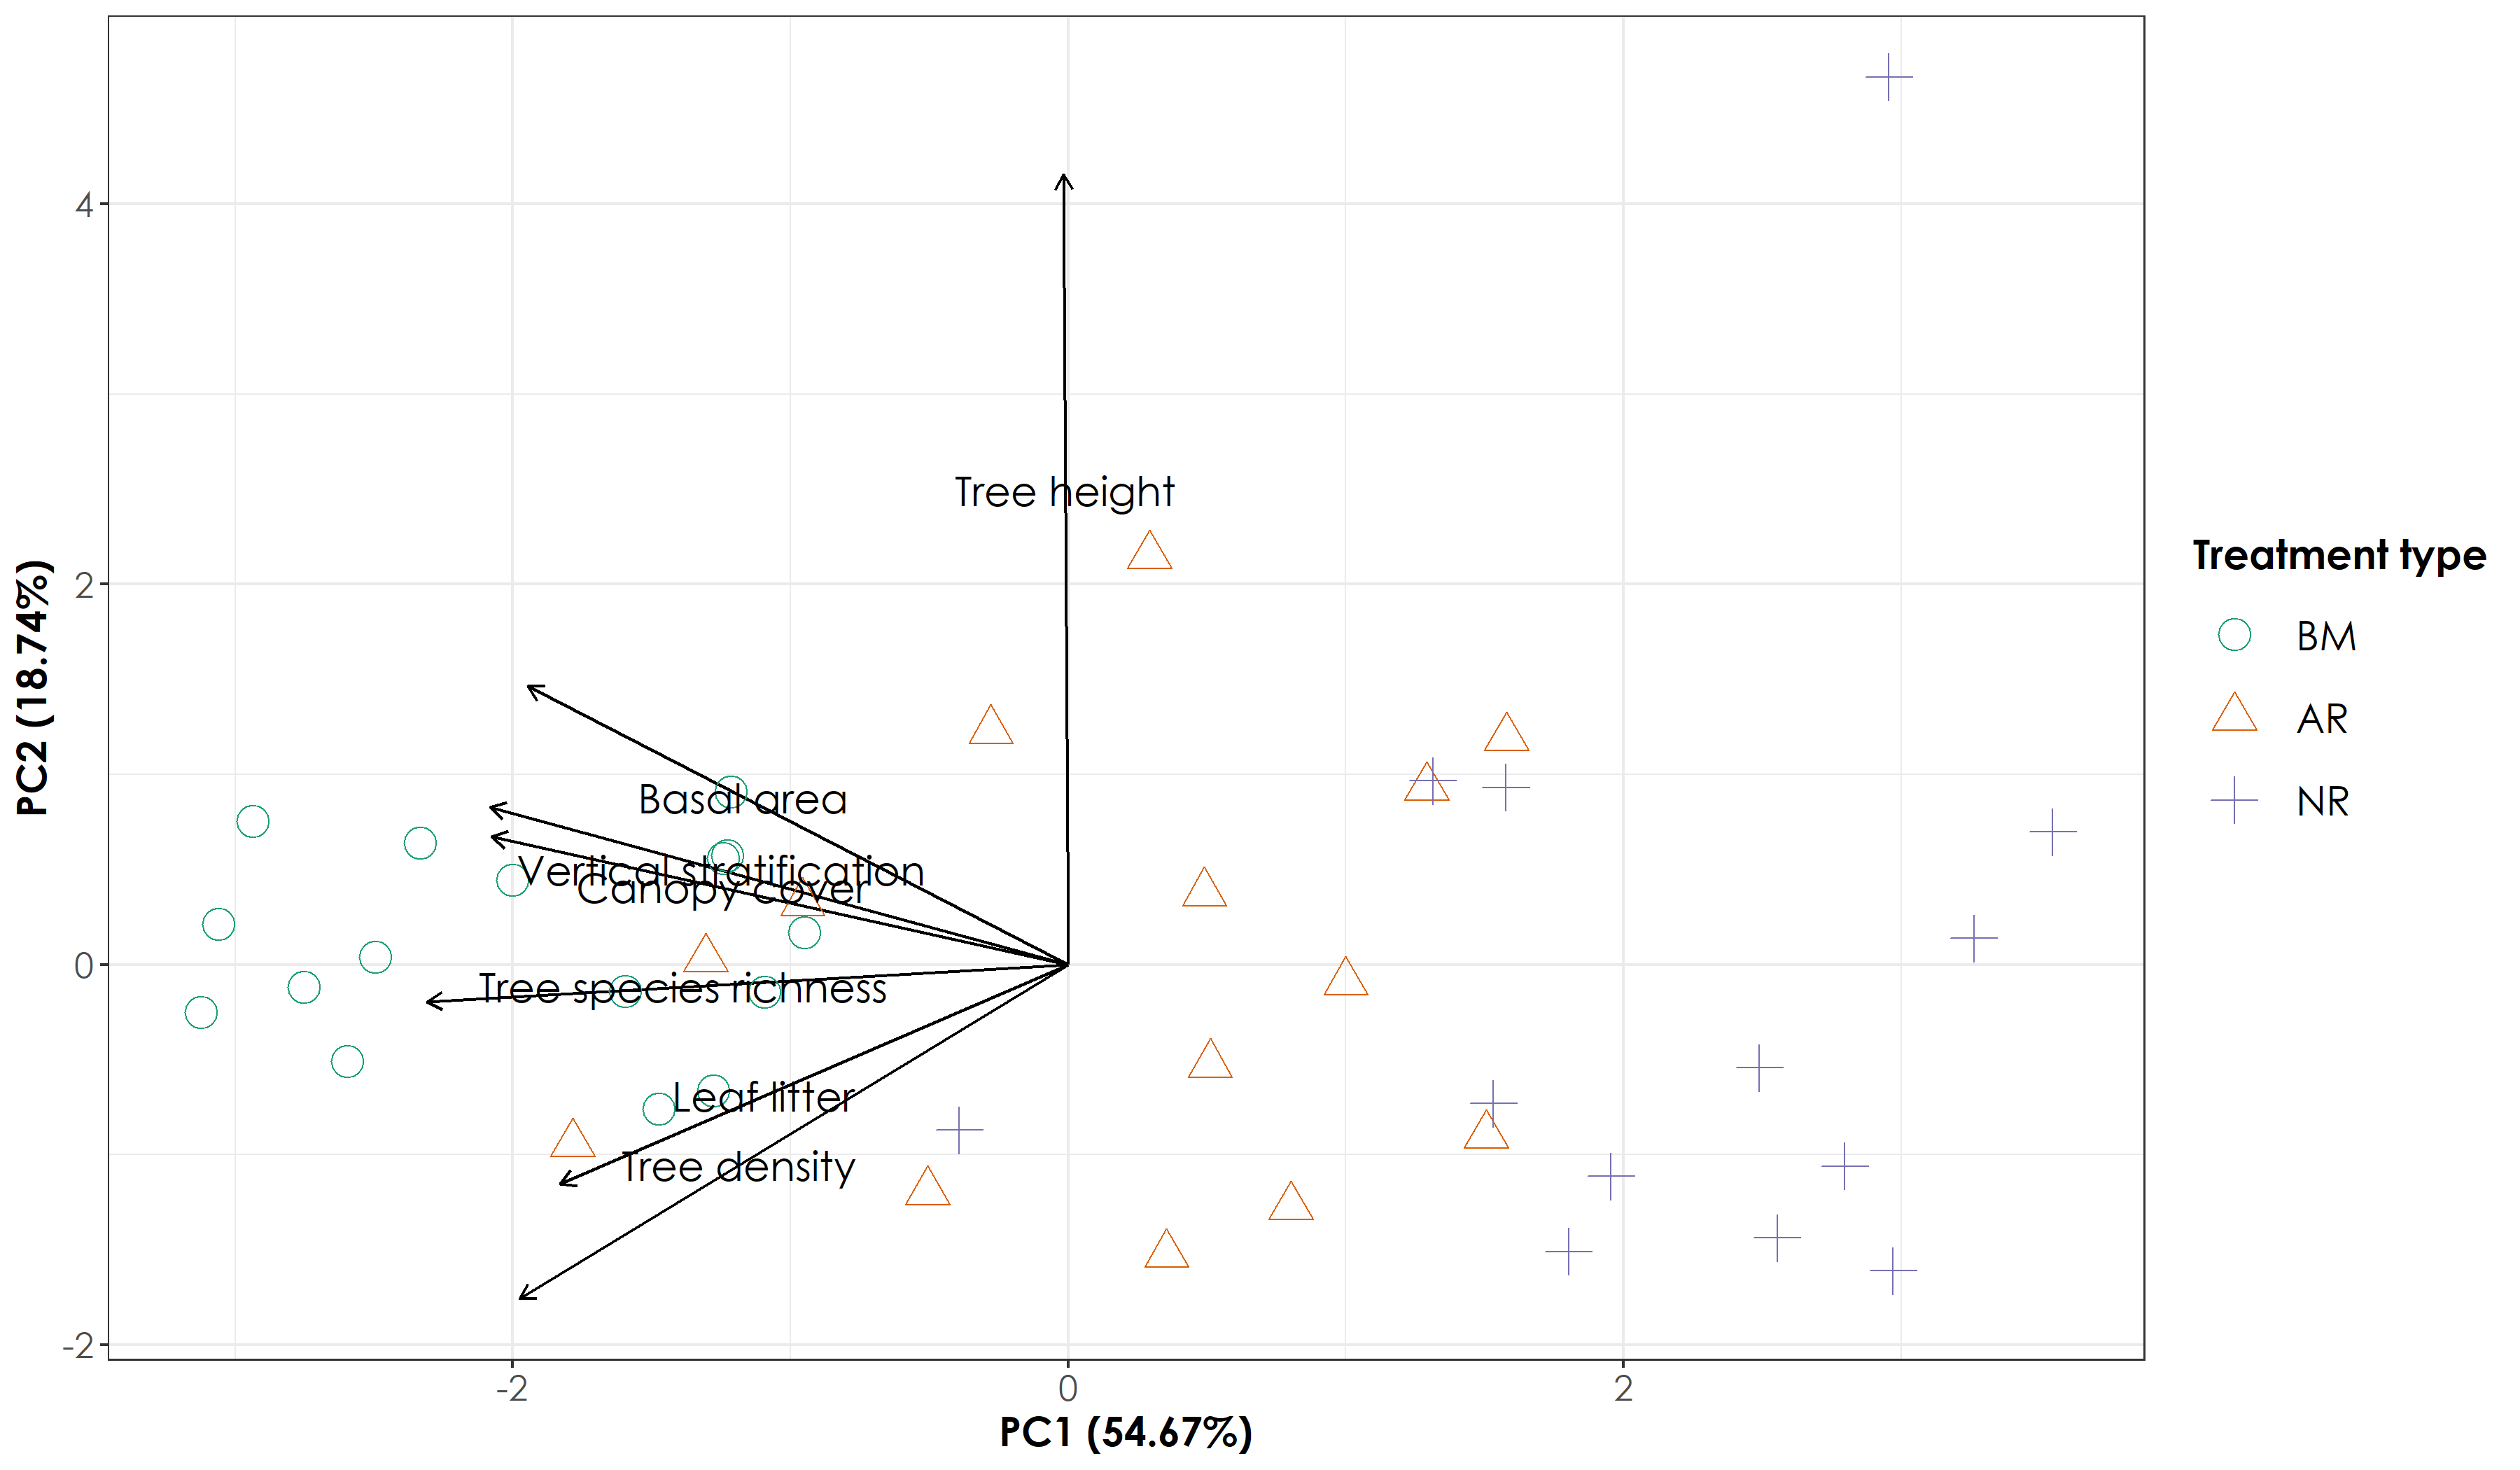 4
2
0
-2
-2
0
2
PC2 (18.74%)
PC1 (54.67%)
Tree height
Basal area
Vertical stratification
Canopy cover
Tree species richness
Leaf litter
Tree density
Treatment type
BM
AR
NR